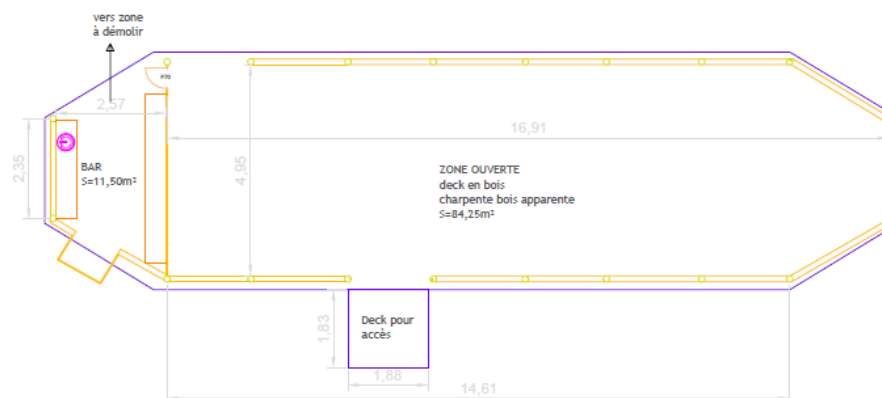 vers zone
à démolir
P70
2,57
16,91
2,35
BAR
S=11,50m²
4,95
ZONE OUVERTE
deck en bois
charpente bois apparente
S=84,25m²
Deck pour
accès
1,83
1,88
14,61